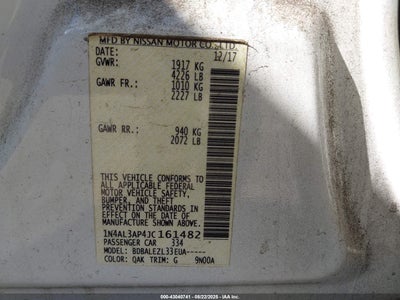 MFD BY NISSAN MOTOR CO.,LTD.
DATE: 12/17
GVWR: 1917 KG
4226 LB
GAWR FR.: 1010 KG
2227 LB
GAWR RR.: 940 KG
2072 LB
THIS VEHICLE CONFORMS TO
ALL APPLICABLE FEDERAL
MOTOR VEHICLE SAFETY,
BUMPER, AND THEFT
PREVENTION STANDARDS IN
EFFECT ON THE DATE OF
MANUFACTURE SHOWN ABOVE.
1N4AL3AP4JC161482
PASSENGER CAR 334
MODEL: BDBALEZL33EUA-----
COLOR: QAK TRIM: G 9N00A
000-43040741 - 08/22/2025 - IAAI.COM